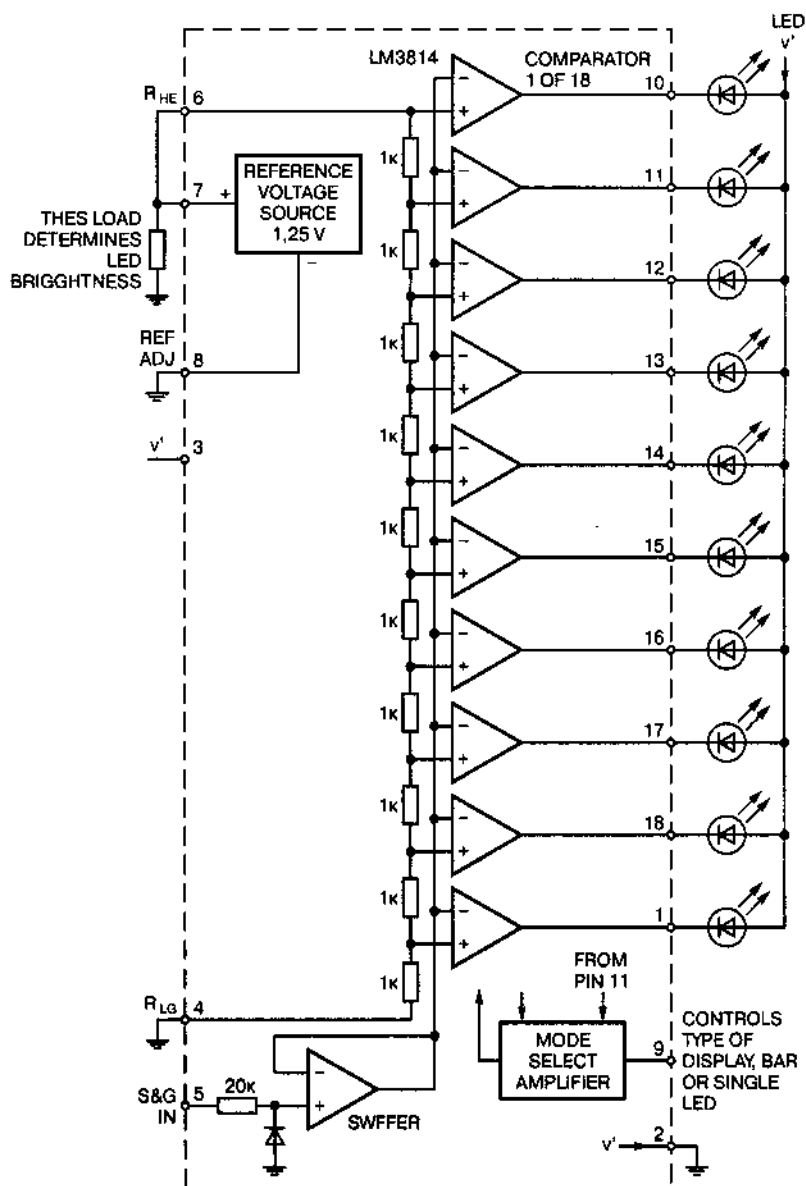 LED
V'
LM3814
COMPARATOR
1 OF 18
10
R HE
6
1K
REFERENCE
VOLTAGE
SOURCE
1,25 V
+
−
7
THES LOAD
DETERMINES
LED
BRIGGHTNESS
REF
ADJ
8
V'
3
−
+
11
−
+
1K
12
−
+
1K
13
−
+
1K
14
−
+
1K
15
−
+
1K
16
−
+
1K
17
−
+
1K
18
−
+
1K
1
−
+
1K
R LG
4
FROM
PIN 11
MODE
SELECT
AMPLIFIER
9
CONTROLS
TYPE OF
DISPLAY, BAR
OR SINGLE
LED
S&G
IN
5
20K
−
+
SWFFER
V'
2